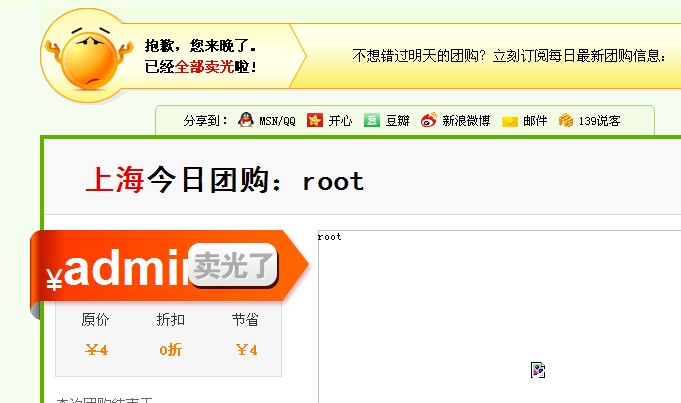 抱歉，您来晚了。
已经全部卖光啦！
不想错过明天的团购？立刻订阅每日最新团购信息：
分享到： MSN/QQ 开心 豆瓣 新浪微博 邮件 139说客
上海今日团购：root
¥admin
卖光了
root
原价 折扣 节省
¥4 0折 ¥4